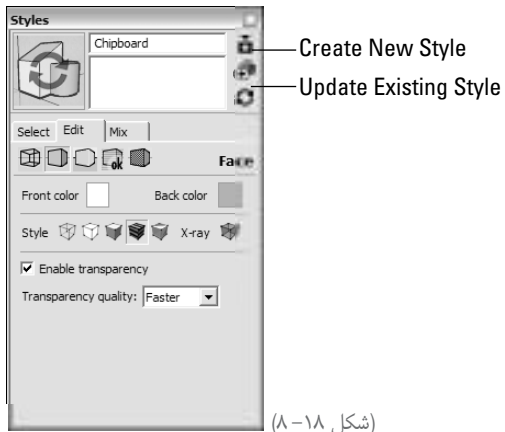 Styles
Chipboard
Create New Style
Update Existing Style
Select Edit Mix
ok
Face
Front color Back color
Style X-ray
Enable transparency
Transparency quality: Faster
(شکل ۱۸-۸)